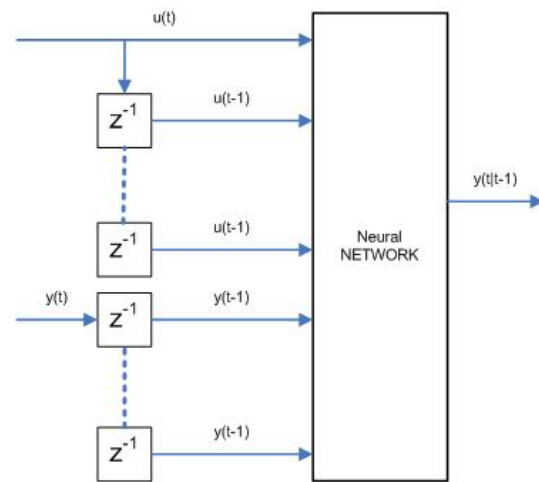 u(t)
z-1
u(t-1)
z-1
u(t-1)
y(t)
z-1
y(t-1)
z-1
y(t-1)
Neural
NETWORK
y(t|t-1)